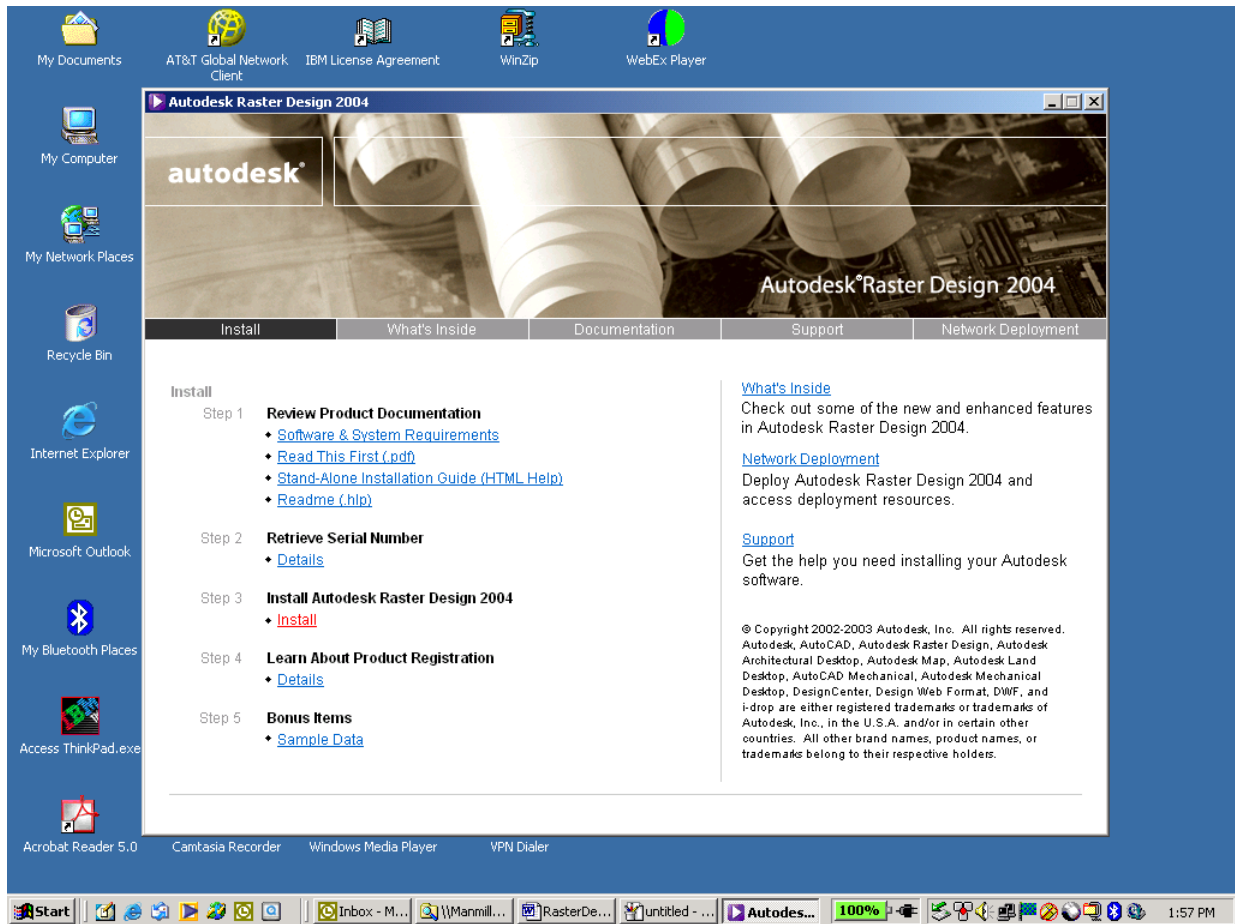 My Documents
AT&T Global Network
Client
IBM License Agreement
WinZip
WebEx Player
My Computer
My Network Places
Recycle Bin
Internet Explorer
Microsoft Outlook
My Bluetooth Places
Access ThinkPad.exe
Acrobat Reader 5.0
Camtasia Recorder
Windows Media Player
VPN Dialer
Autodesk Raster Design 2004
autodesk®
Autodesk® Raster Design 2004
Install
What's Inside
Documentation
Support
Network Deployment
Install
Step 1 Review Product Documentation
Software & System Requirements
Read This First (.pdf)
Stand-Alone Installation Guide (HTML Help)
Readme (.hlp)
Step 2 Retrieve Serial Number
Details
Step 3 Install Autodesk Raster Design 2004
Install
Step 4 Learn About Product Registration
Details
Step 5 Bonus Items
Sample Data
What's Inside
Check out some of the new and enhanced features
in Autodesk Raster Design 2004.
Network Deployment
Deploy Autodesk Raster Design 2004 and
access deployment resources.
Support
Get the help you need installing your Autodesk
software.
© Copyright 2002-2003 Autodesk, Inc. All rights reserved.
Autodesk, AutoCAD, Autodesk Raster Design, Autodesk
Architectural Desktop, Autodesk Map, Autodesk Land
Desktop, AutoCAD Mechanical, Autodesk Mechanical
Desktop, DesignCenter, Design Web Format, DWF, and
i-drop are either registered trademarks or trademarks of
Autodesk, Inc., in the U.S.A. and/or in certain other
countries. All other brand names, product names, or
trademarks belong to their respective holders.
Start
Inbox - M...
\\Manmill...
RasterDe...
untitled - ...
Autodes...
100%
1:57 PM